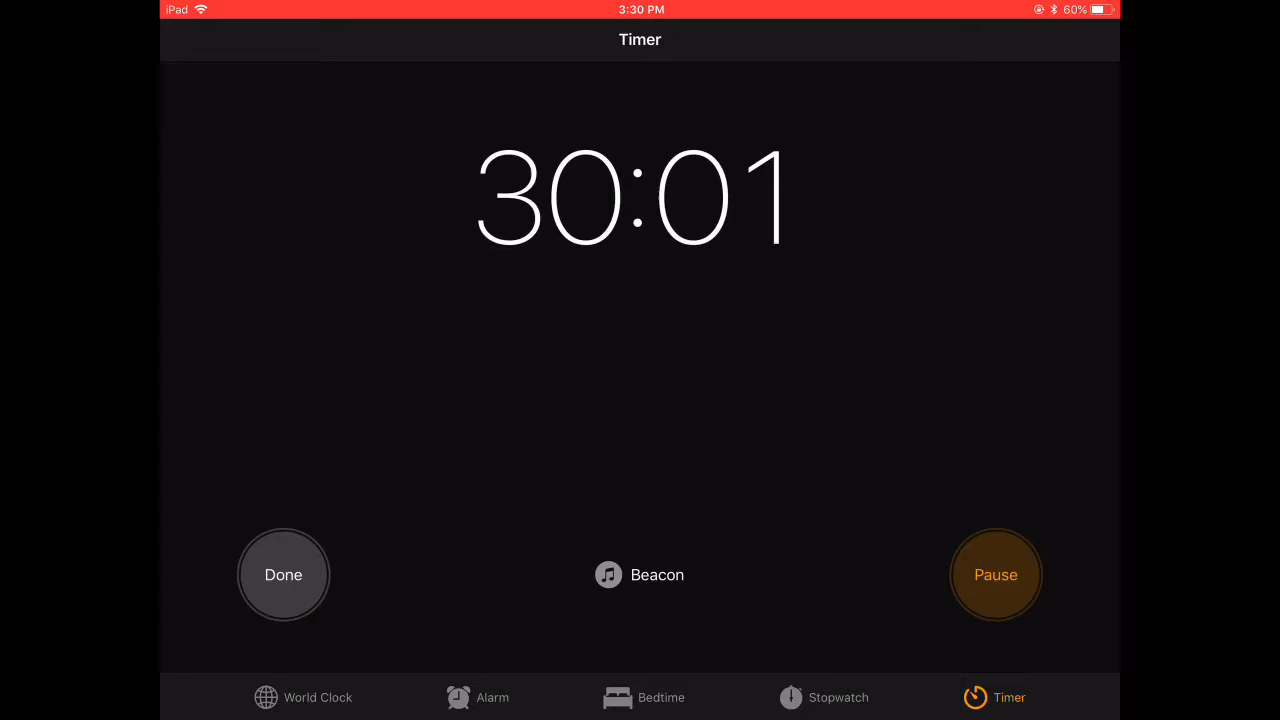 iPad 3:30 PM 60%
Timer
30:01
Done Beacon Pause
World Clock Alarm Bedtime Stopwatch Timer